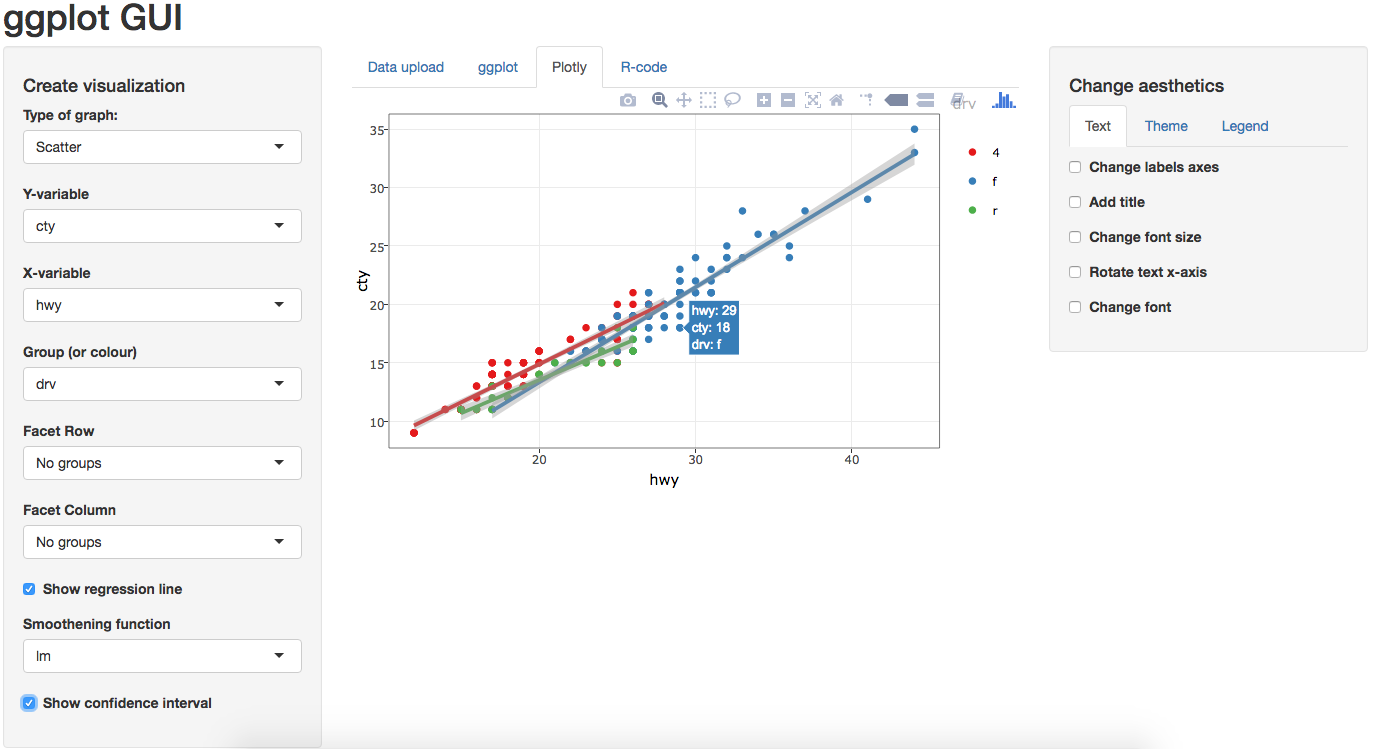 ggplot GUI
Create visualization
Type of graph:
Scatter
Y-variable
cty
X-variable
hwy
Group (or colour)
drv
Facet Row
No groups
Facet Column
No groups
Show regression line
Smoothening function
lm
Show confidence interval
Data upload ggplot Plotly R-code
drv
35
30
25
20
15
10
cty
20 30 40
hwy
hwy: 29
cty: 18
drv: f
4
f
r
Change aesthetics
Text Theme Legend
Change labels axes
Add title
Change font size
Rotate text x-axis
Change font